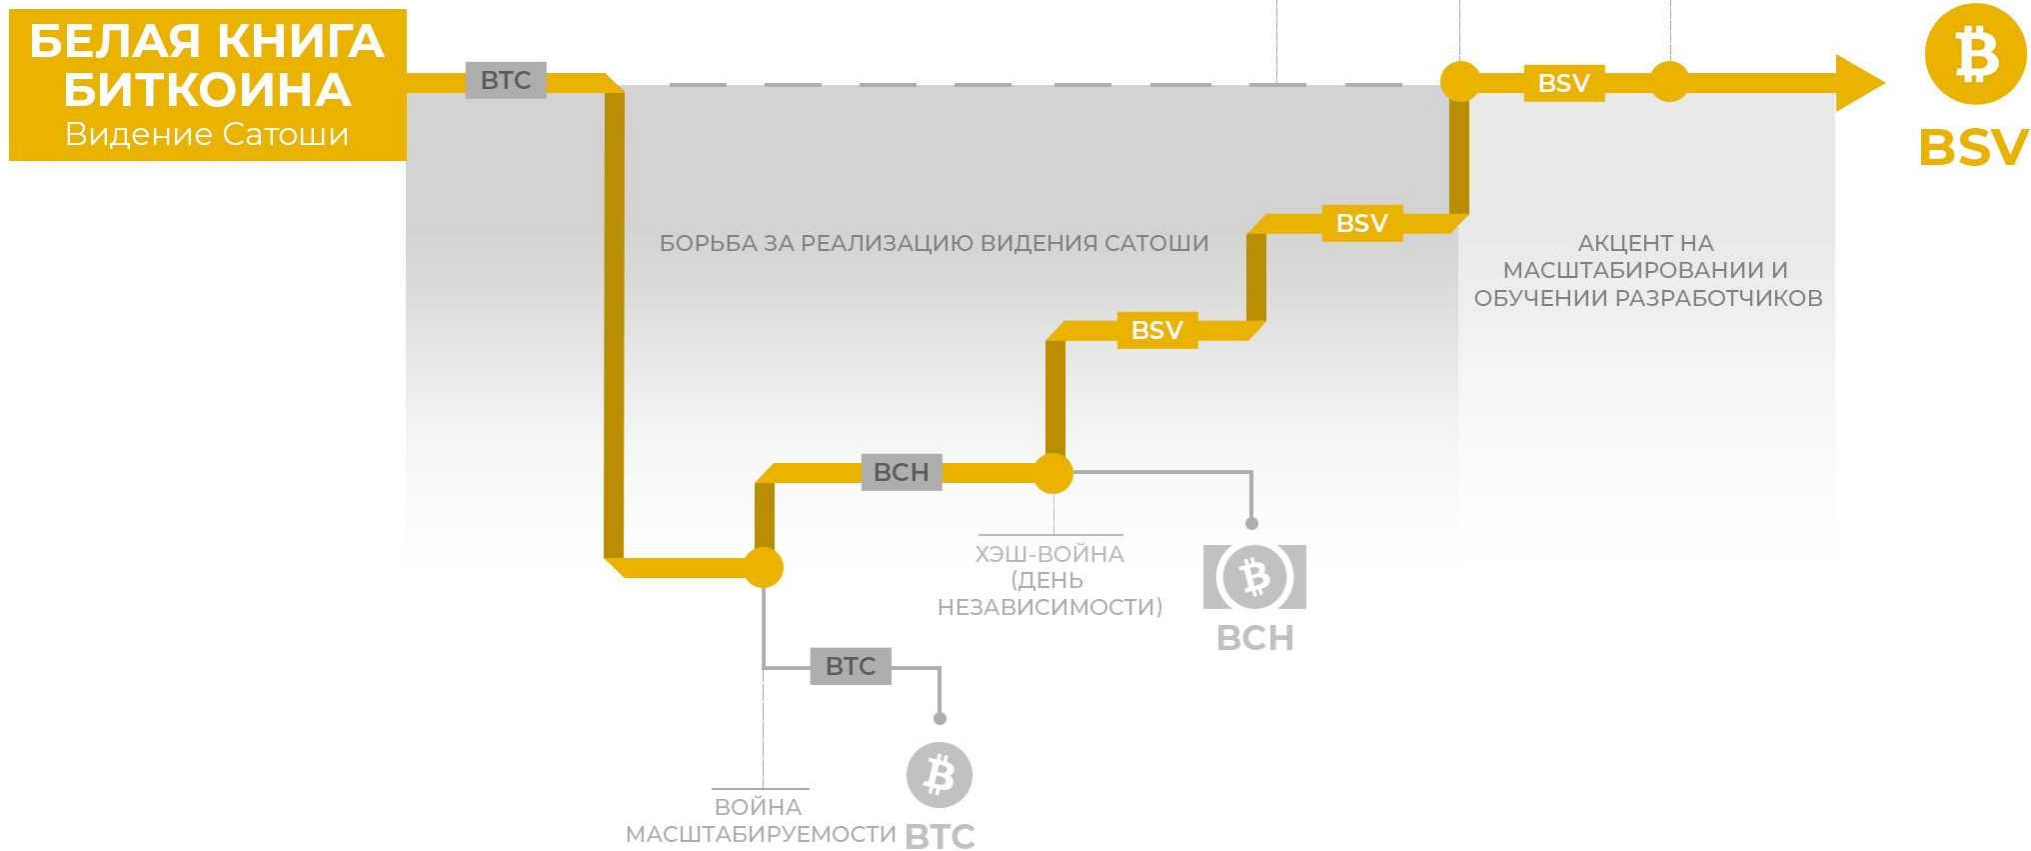 БЕЛАЯ КНИГА
БИТКОИНА
Видение Сатоши
BTC
BSV
BSV
BSV
БОРЬБА ЗА РЕАЛИЗАЦИЮ ВИДЕНИЯ САТОШИ
АКЦЕНТ НА
МАСШТАБИРОВАНИИ И
ОБУЧЕНИИ РАЗРАБОТЧИКОВ
BSV
BCH
ХЭШ-ВОЙНА
(ДЕНЬ
НЕЗАВИСИМОСТИ)
BCH
BTC
ВОЙНА
МАСШТАБИРУЕМОСТИ
BTC